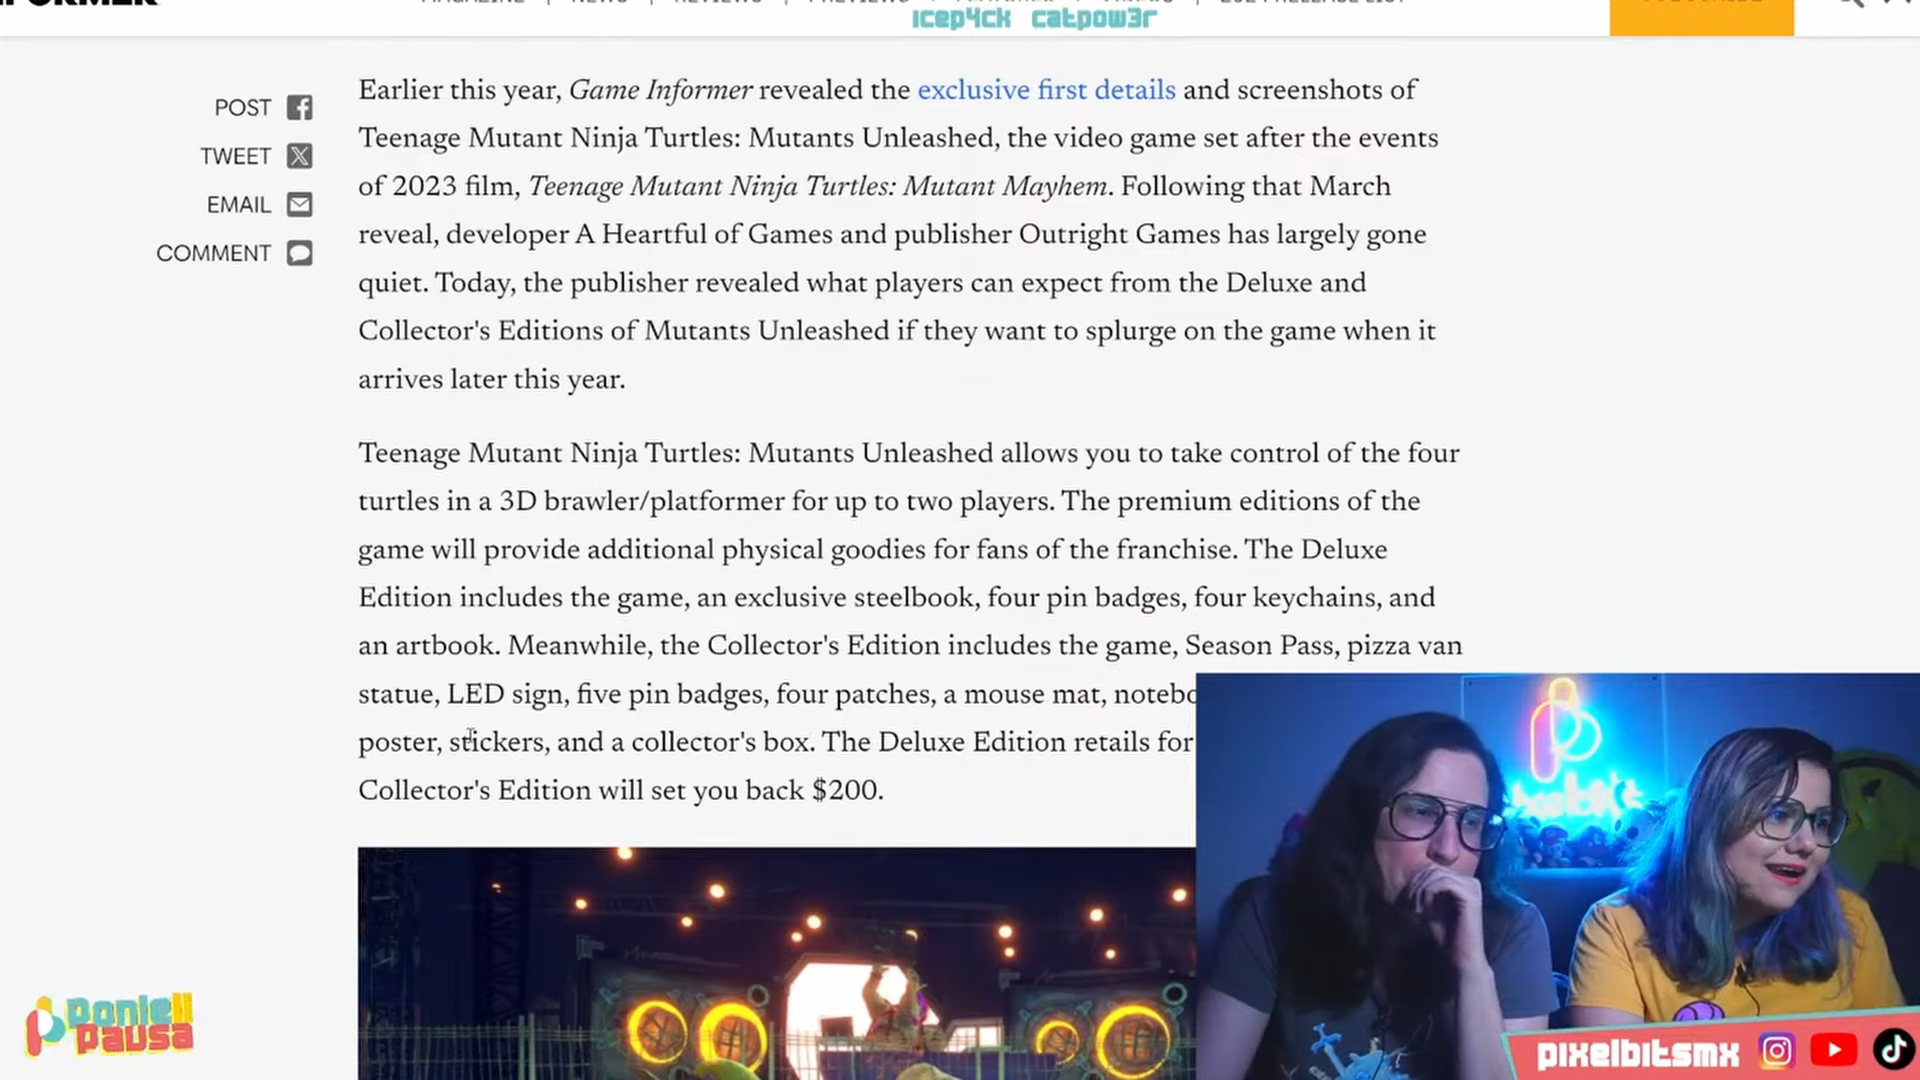 icep4ck catpow3r
POST
TWEET
EMAIL
COMMENT
Earlier this year, Game Informer revealed the exclusive first details and screenshots of
Teenage Mutant Ninja Turtles: Mutants Unleashed, the video game set after the events
of 2023 film, Teenage Mutant Ninja Turtles: Mutant Mayhem. Following that March
reveal, developer A Heartful of Games and publisher Outright Games has largely gone
quiet. Today, the publisher revealed what players can expect from the Deluxe and
Collector's Editions of Mutants Unleashed if they want to splurge on the game when it
arrives later this year.
Teenage Mutant Ninja Turtles: Mutants Unleashed allows you to take control of the four
turtles in a 3D brawler/platformer for up to two players. The premium editions of the
game will provide additional physical goodies for fans of the franchise. The Deluxe
Edition includes the game, an exclusive steelbook, four pin badges, four keychains, and
an artbook. Meanwhile, the Collector's Edition includes the game, Season Pass, pizza van
statue, LED sign, five pin badges, four patches, a mouse mat, notebo
poster, stickers, and a collector's box. The Deluxe Edition retails for
Collector's Edition will set you back $200.
Ponle
Pausa
pixelbitsmx